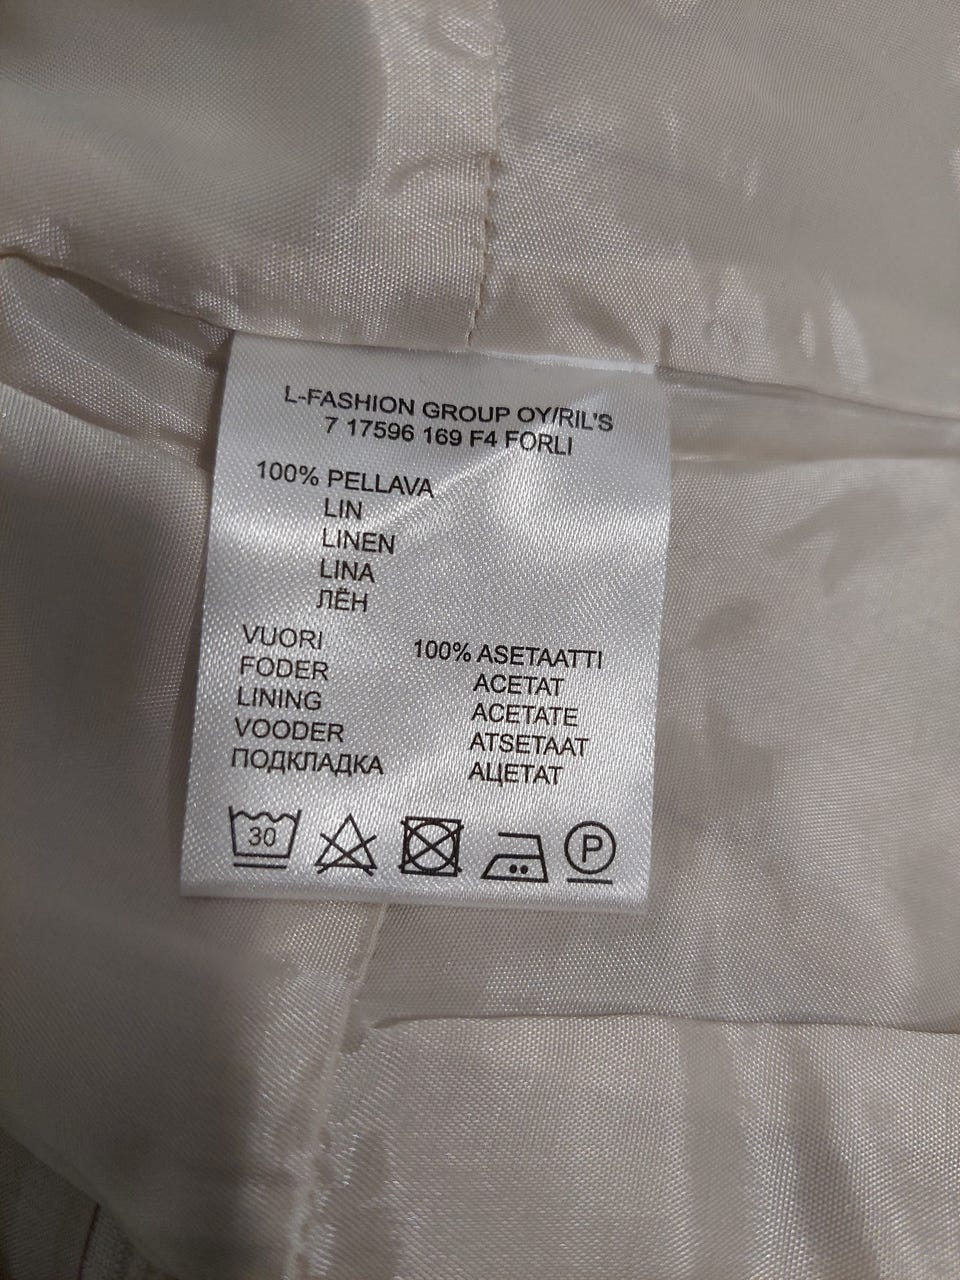 L-FASHION GROUP OY/RIL'S
7 17596 169 F4 FORLI
100% PELLAVA
LIN
LINEN
LINA
ЛЁН
VUORI 100% ASETAATTI
FODER ACETAT
LINING ACETATE
VOODER ATSETAAT
ПОДКЛАДКА АЦЕТАТ
30 P